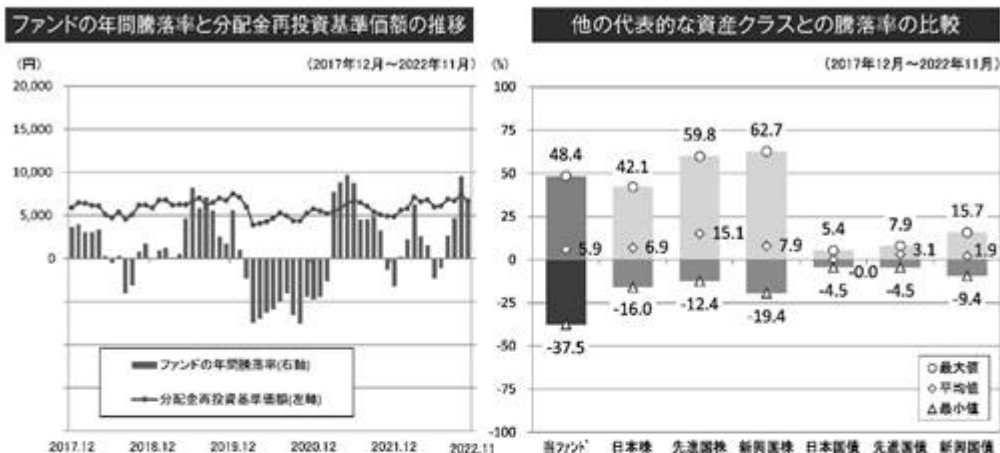 ファンドの年間騰落率と分配金再投資基準価額の推移
(円)
(2017年12月～2022年11月)
(%)
20,000
15,000
10,000
5,000
0
ファンドの年間騰落率(右軸)
分配金再投資基準価額(左軸)
2017.12 2018.12 2019.12 2020.12 2021.12 2022.11
他の代表的な資産クラスとの騰落率の比較
(2017年12月～2022年11月)
100
75
50
25
0
-25
-50
-75
-100
48.4 42.1 59.8 62.7 5.4 7.9 15.7
5.9 6.9 15.1 7.9 -0.0 3.1 1.9
-37.5 -16.0 -12.4 -19.4 -4.5 -4.5 -9.4
最大値
平均値
最小値
当ファンド 日本株 先進国株 新興国株 日本国債 先進国債 新興国債